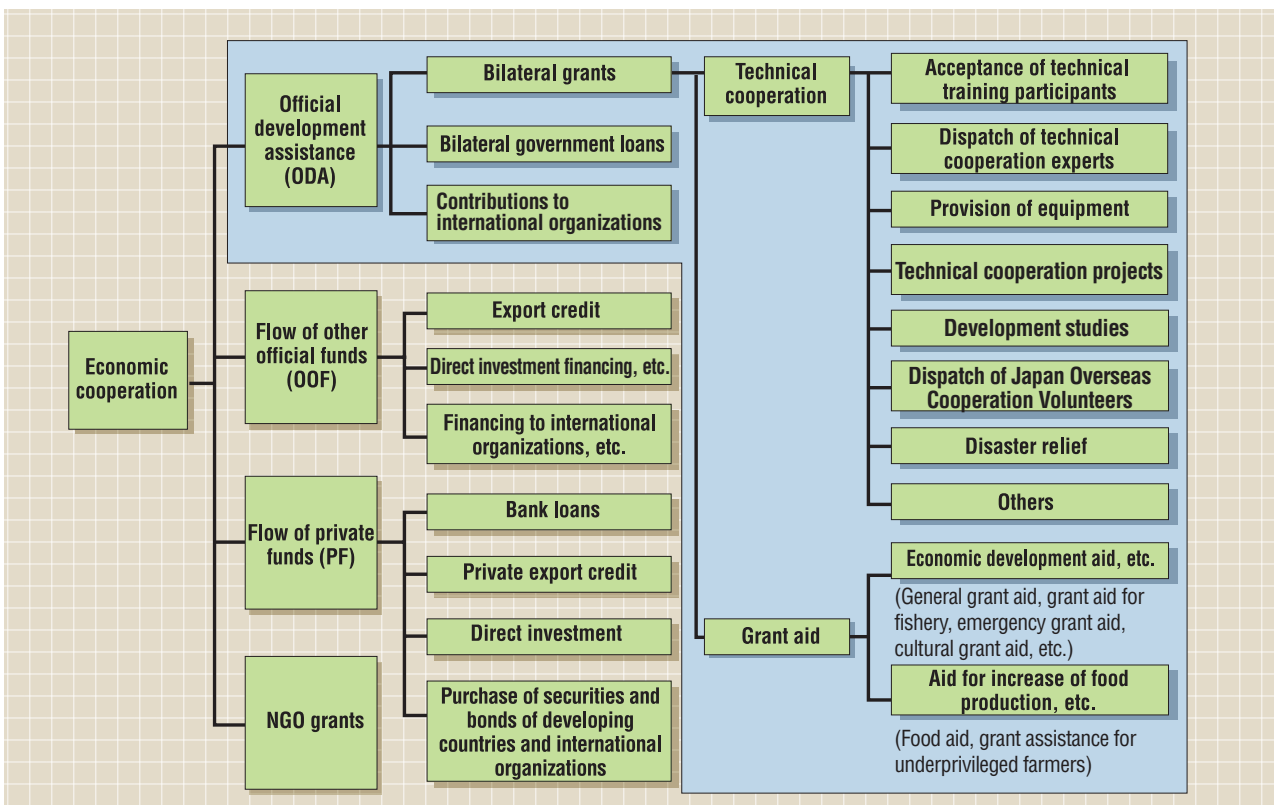 Economic
cooperation
Official
development
assistance
(ODA)
Bilateral grants
Bilateral government loans
Contributions to
international organizations
Technical
cooperation
Acceptance of technical
training participants
Dispatch of technical
cooperation experts
Provision of equipment
Technical cooperation projects
Development studies
Dispatch of Japan Overseas
Cooperation Volunteers
Disaster relief
Others
Grant aid
Economic development aid, etc.
(General grant aid, grant aid for
fishery, emergency grant aid,
cultural grant aid, etc.)
Aid for increase of food
production, etc.
(Food aid, grant assistance for
underprivileged farmers)
Flow of other
official funds
(OOF)
Export credit
Direct investment financing, etc.
Financing to international
organizations, etc.
Flow of private
funds (PF)
Bank loans
Private export credit
Direct investment
Purchase of securities and
bonds of developing
countries and international
organizations
NGO grants